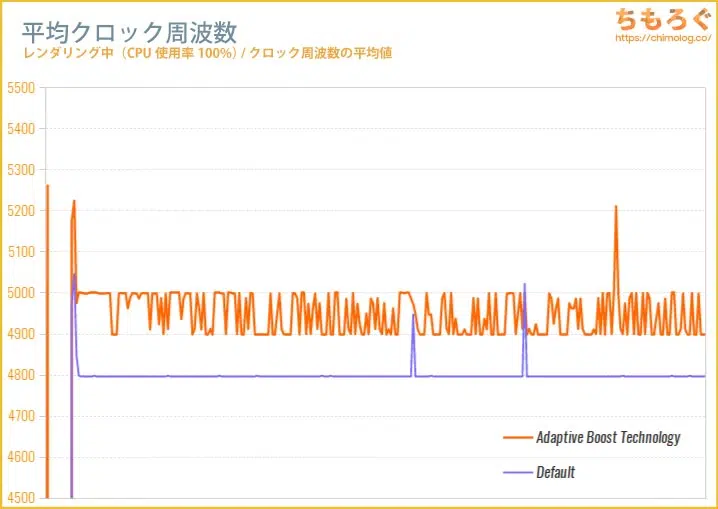 平均クロック周波数
レンダリング中（CPU 使用率 100%）/ クロック周波数の平均値
ちもろぐ
https://chimolog.co/
5500
5400
5300
5200
5100
5000
4900
4800
4700
4600
4500
Adaptive Boost Technology
Default